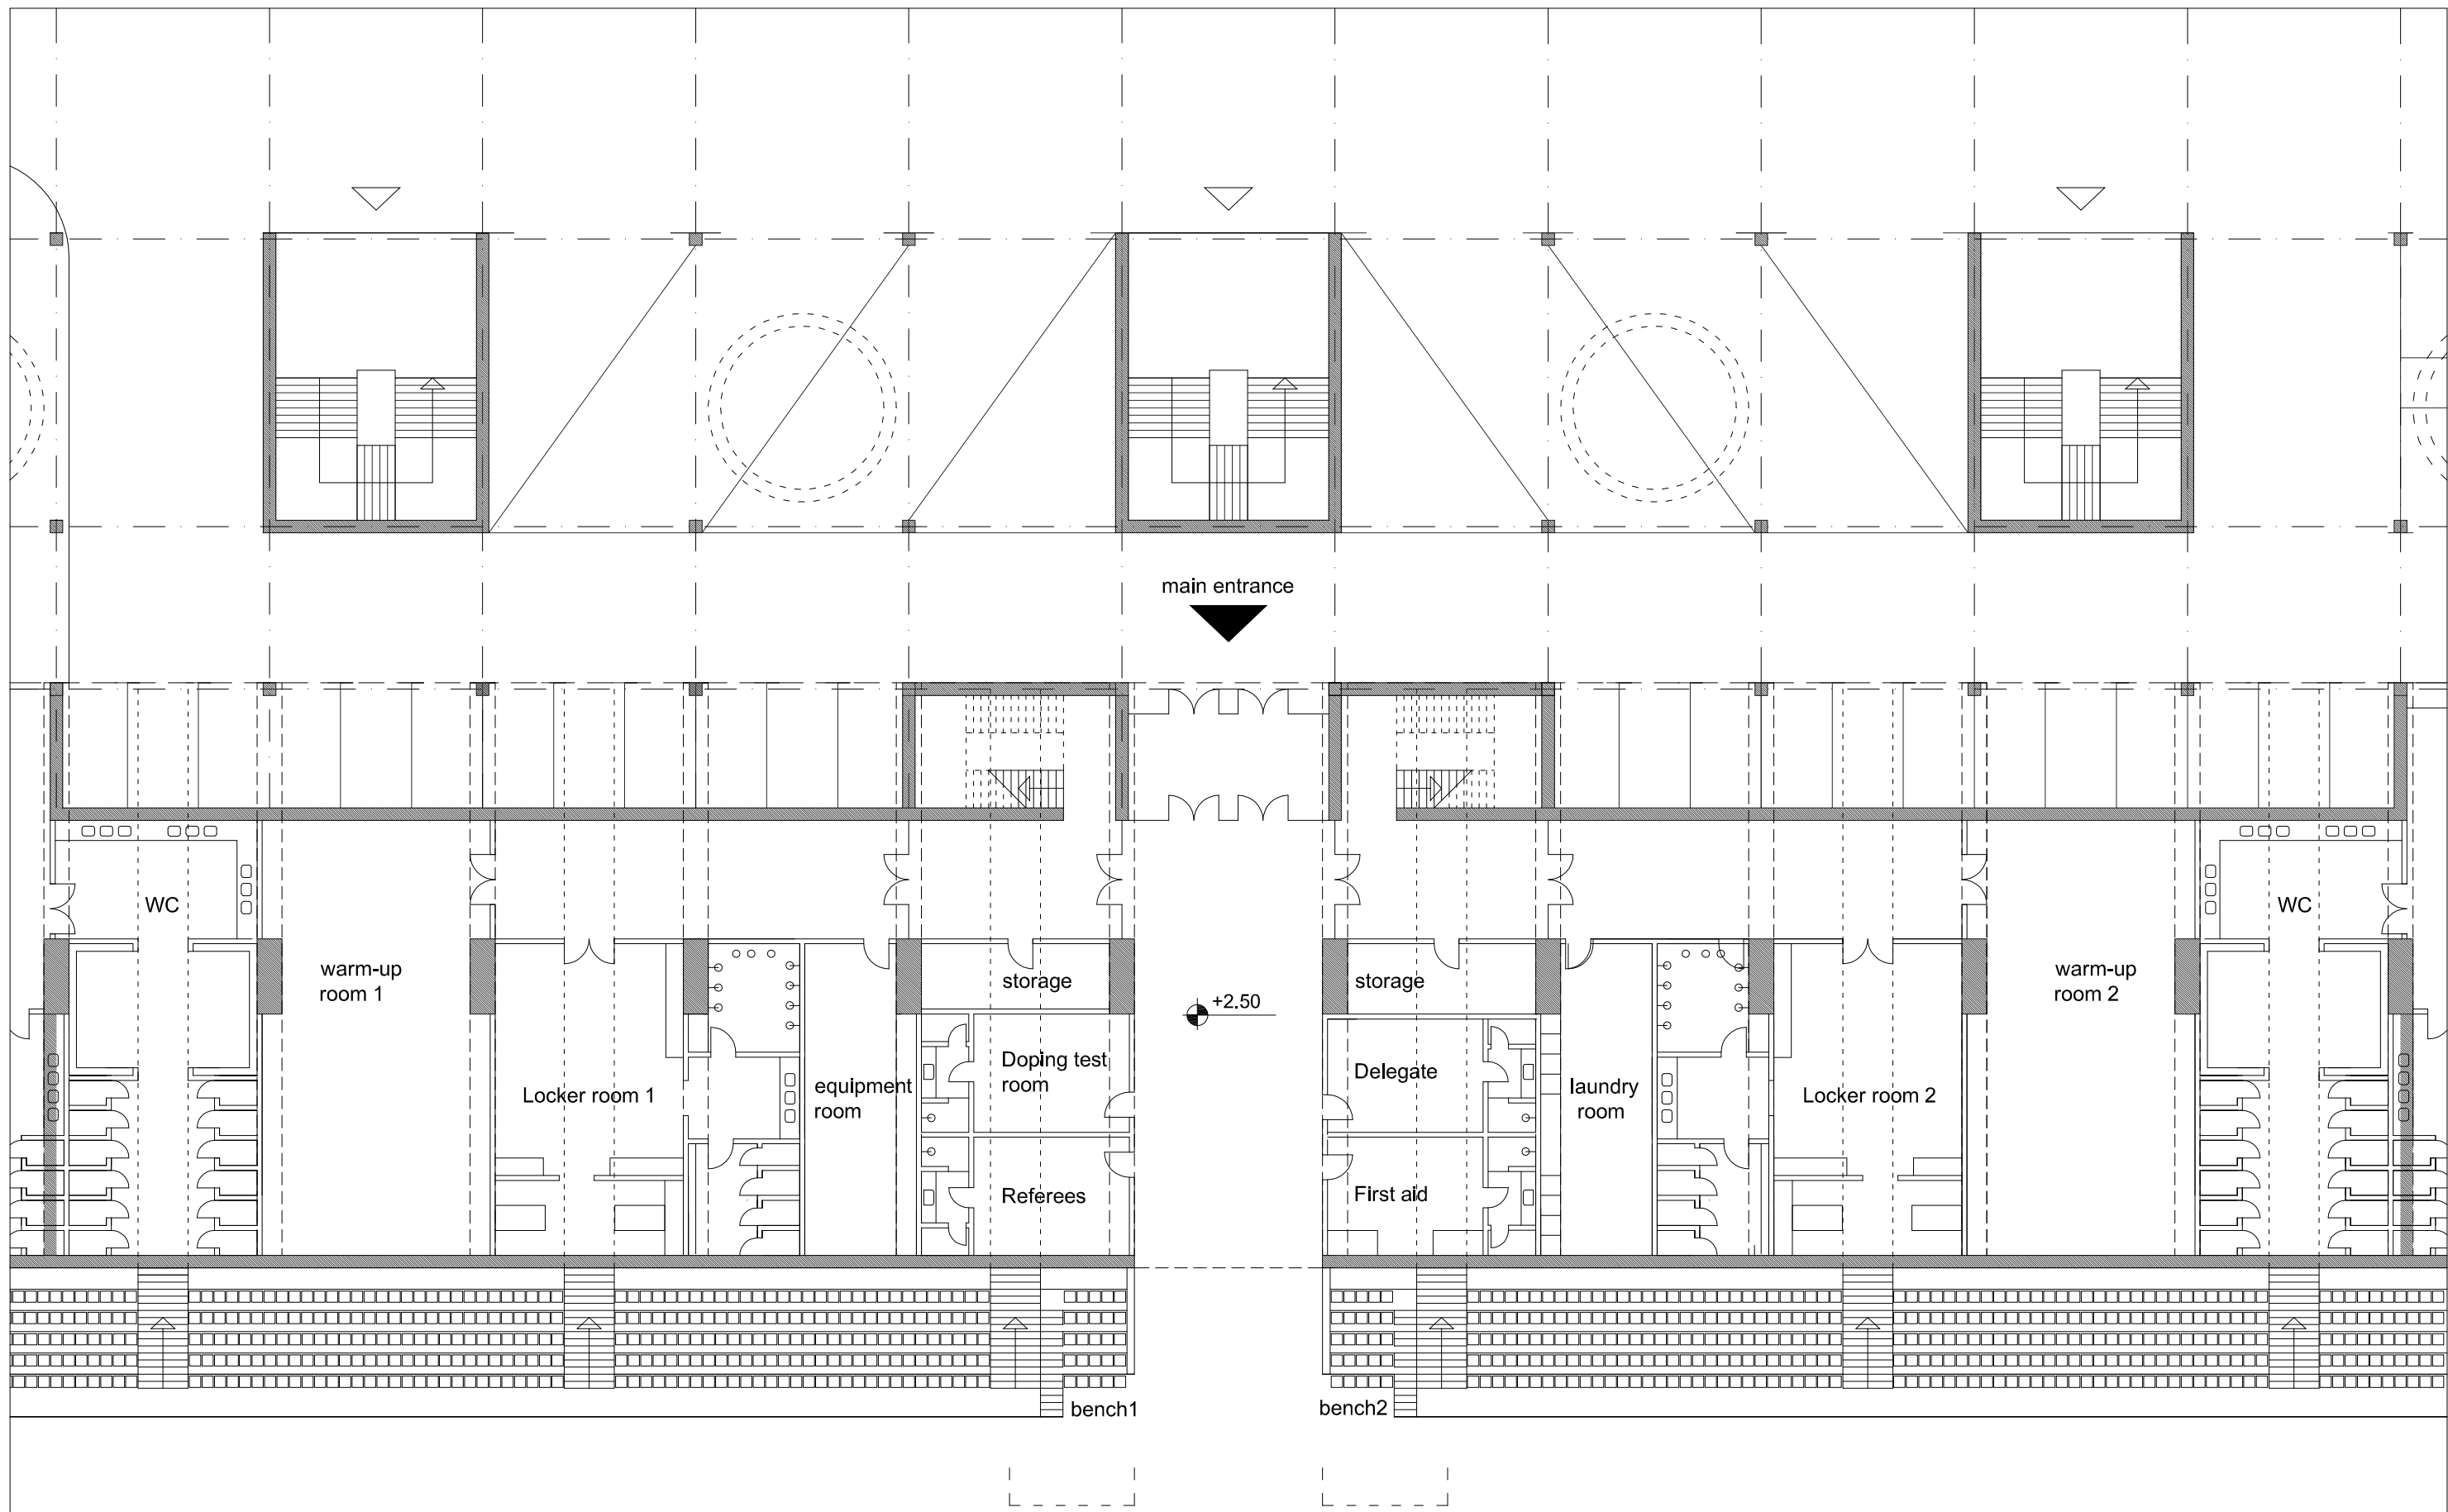 main entrance
WC
WC
warm-up
room 1
storage
+2.50
storage
warm-up
room 2
Locker room 1
equipment
room
Doping test
room
Delegate
laundry
room
Locker room 2
Referees
First aid
bench1
bench2